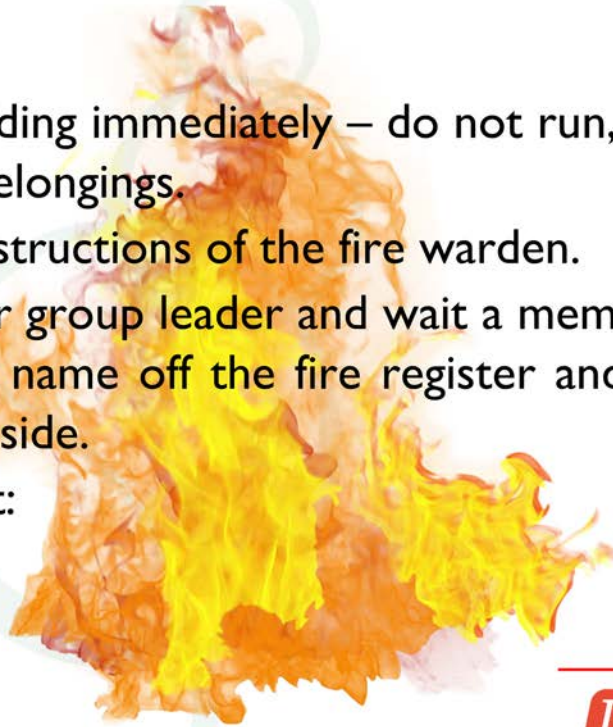 ding immediately – do not run,
elongings.
structions of the fire warden.
r group leader and wait a mem
name off the fire register and
side.
t: